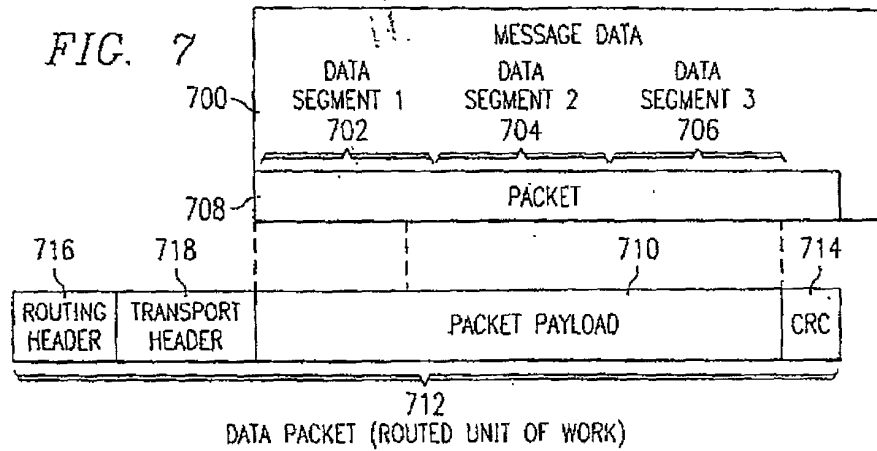 FIG. 7
MESSAGE DATA
DATA SEGMENT 1
702
DATA SEGMENT 2
704
DATA SEGMENT 3
706
700
708
PACKET
716
718
710
714
ROUTING HEADER
TRANSPORT HEADER
PACKET PAYLOAD
CRC
712
DATA PACKET (ROUTED UNIT OF WORK)